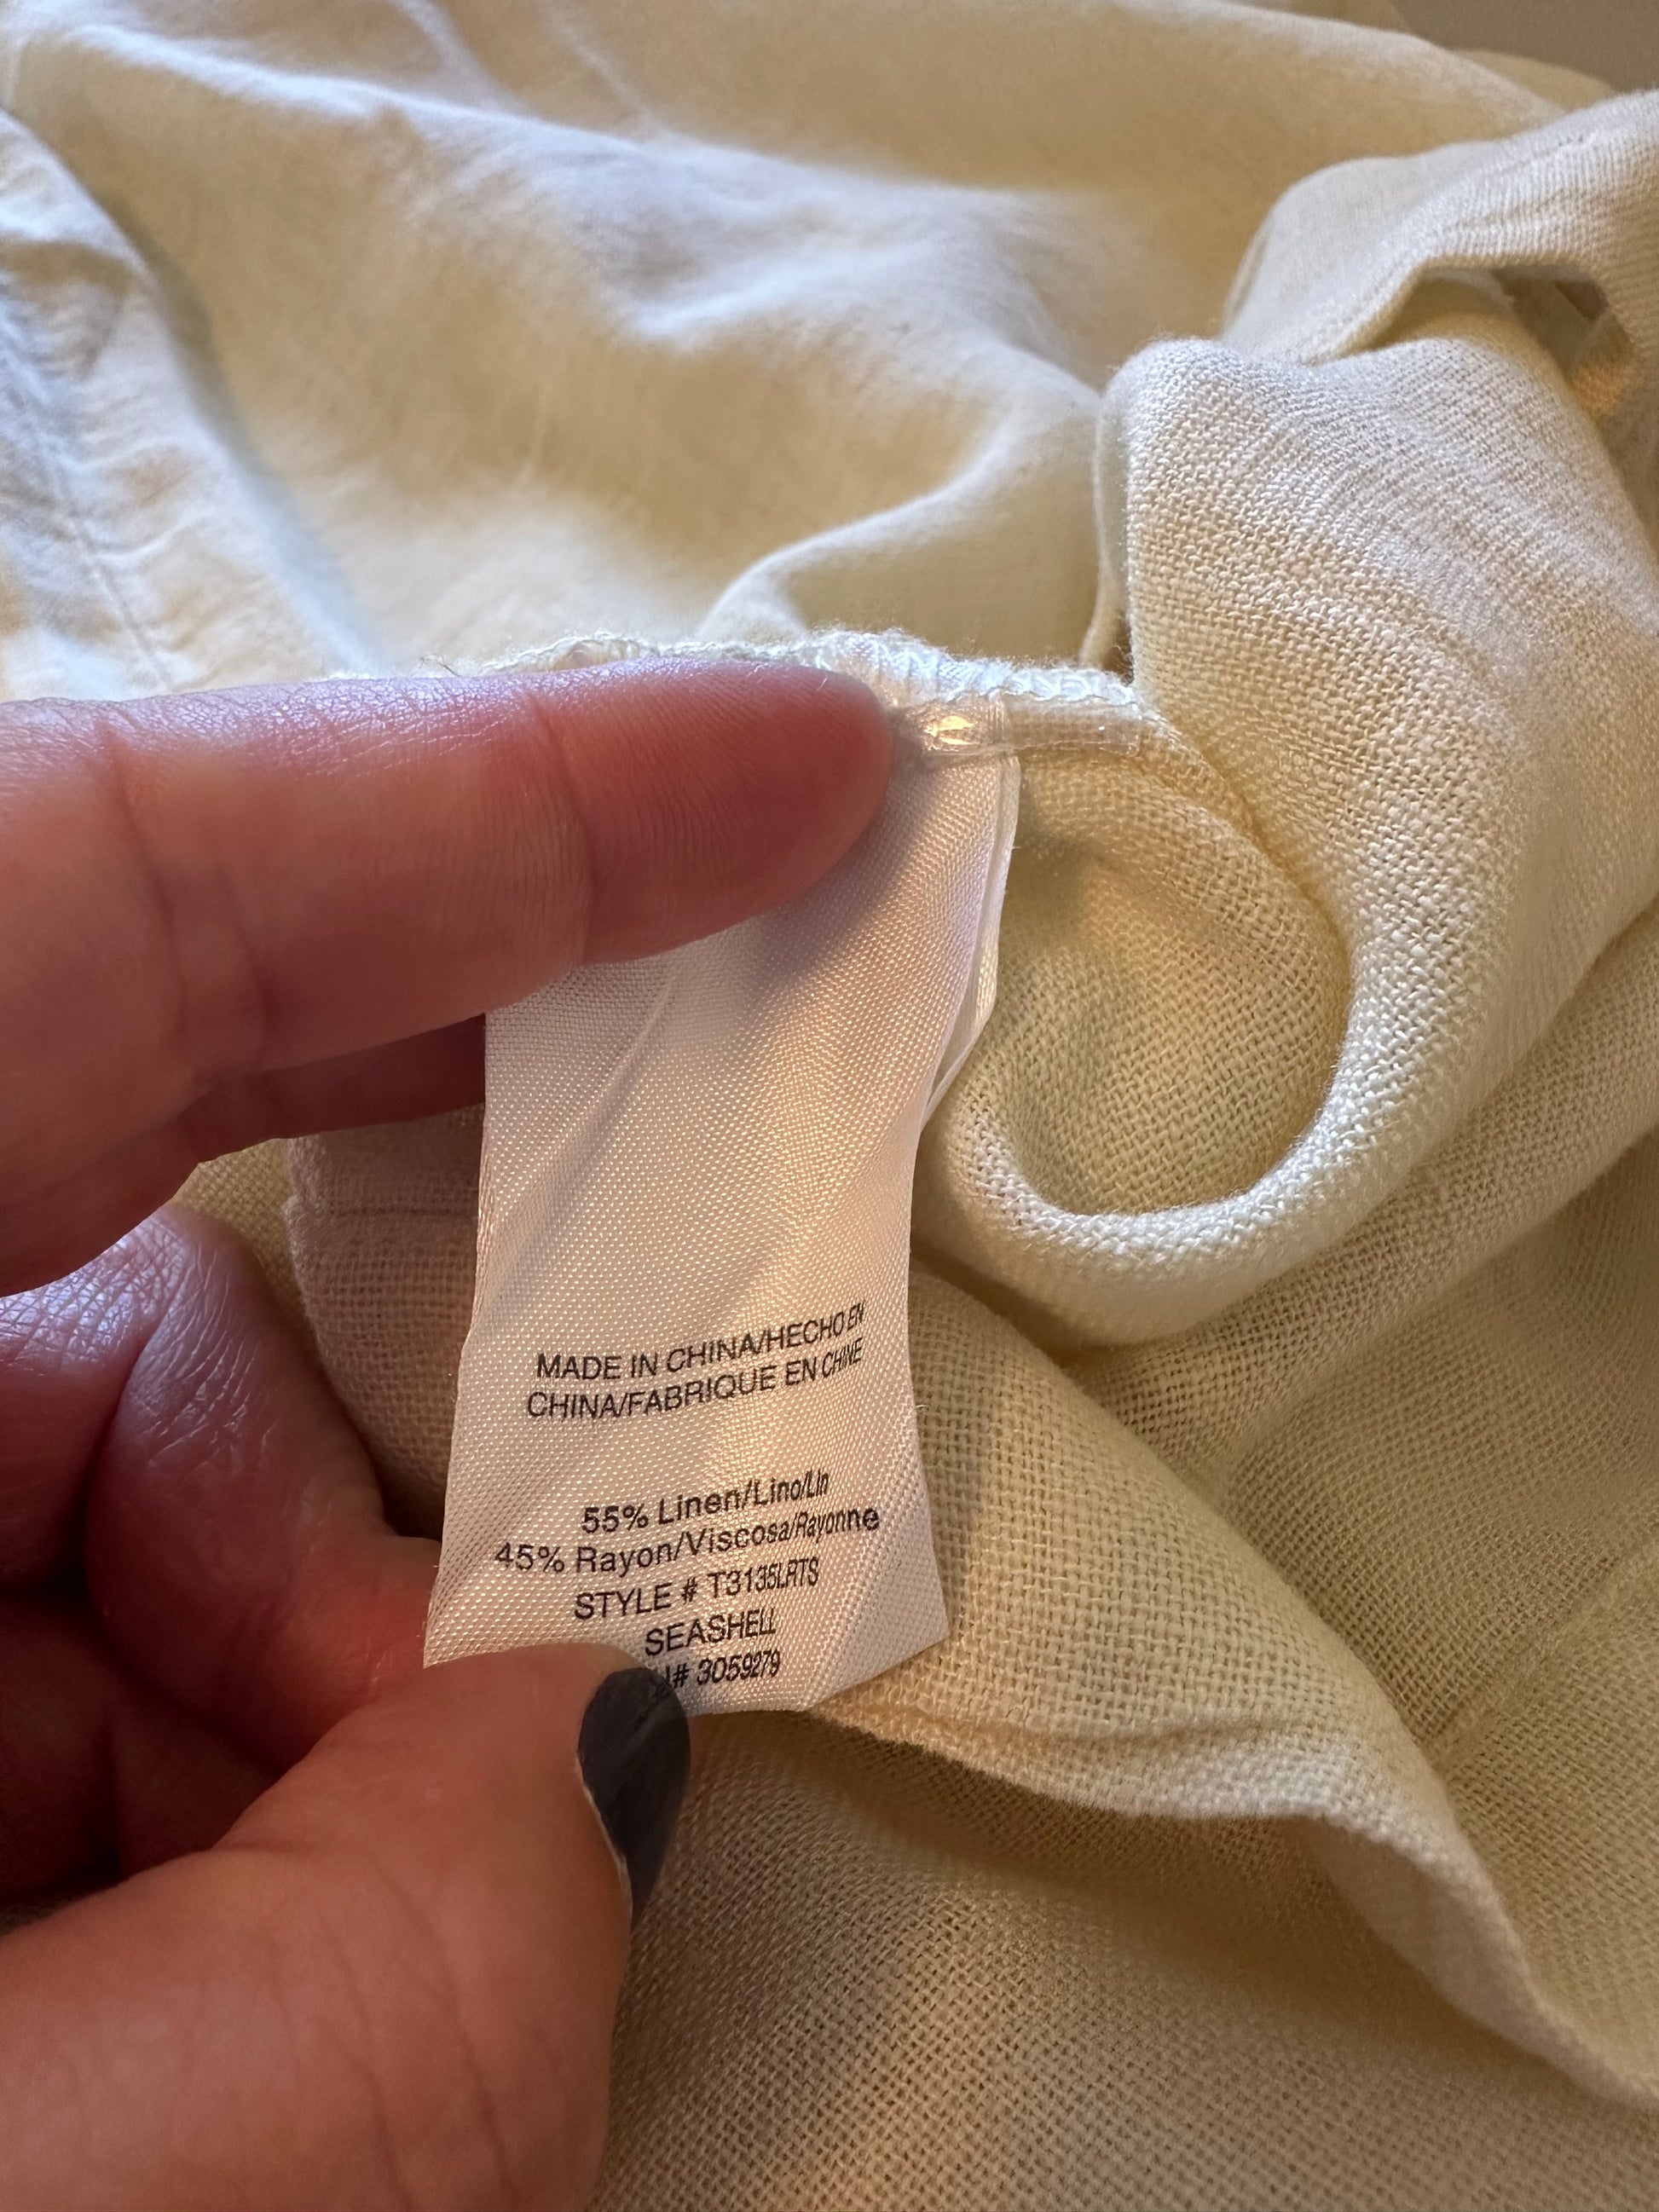 MADE IN CHINA/HECHO EN
CHINA/FABRIQUE EN CHINE
55% Linen/Lino/Lin
45% Rayon/Viscosa/Rayonne
STYLE # T3135LRTS
SEASHELL
# 3059279